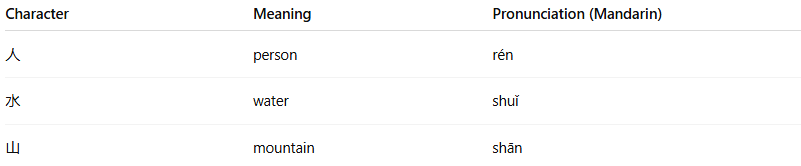 Character Meaning Pronunciation (Mandarin)
人 person rén
水 water shuǐ
山 mountain shān